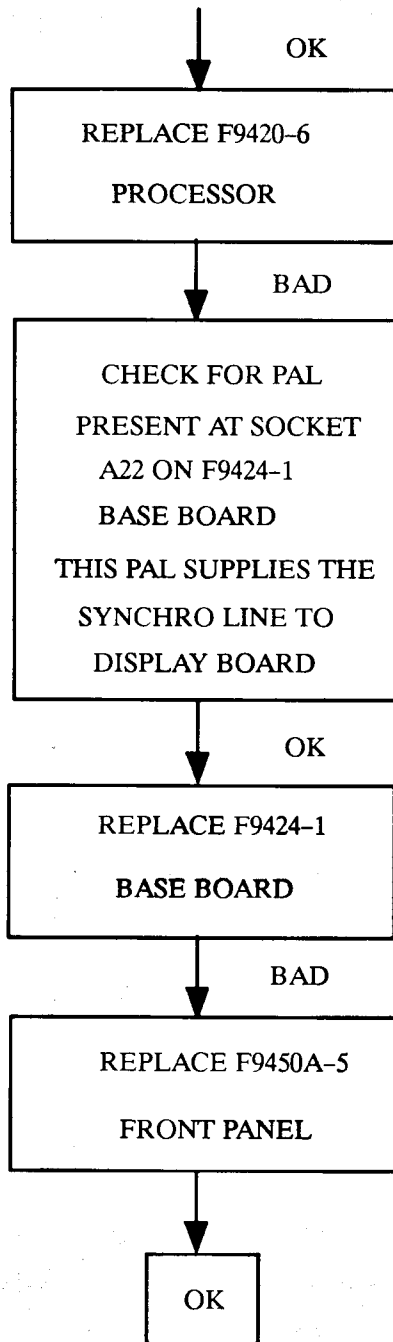 OK
REPLACE F9420-6
PROCESSOR
BAD
CHECK FOR PAL
PRESENT AT SOCKET
A22 ON F9424-1
BASE BOARD
THIS PAL SUPPLIES THE
SYNCHRO LINE TO
DISPLAY BOARD
OK
REPLACE F9424-1
BASE BOARD
BAD
REPLACE F9450A-5
FRONT PANEL
OK